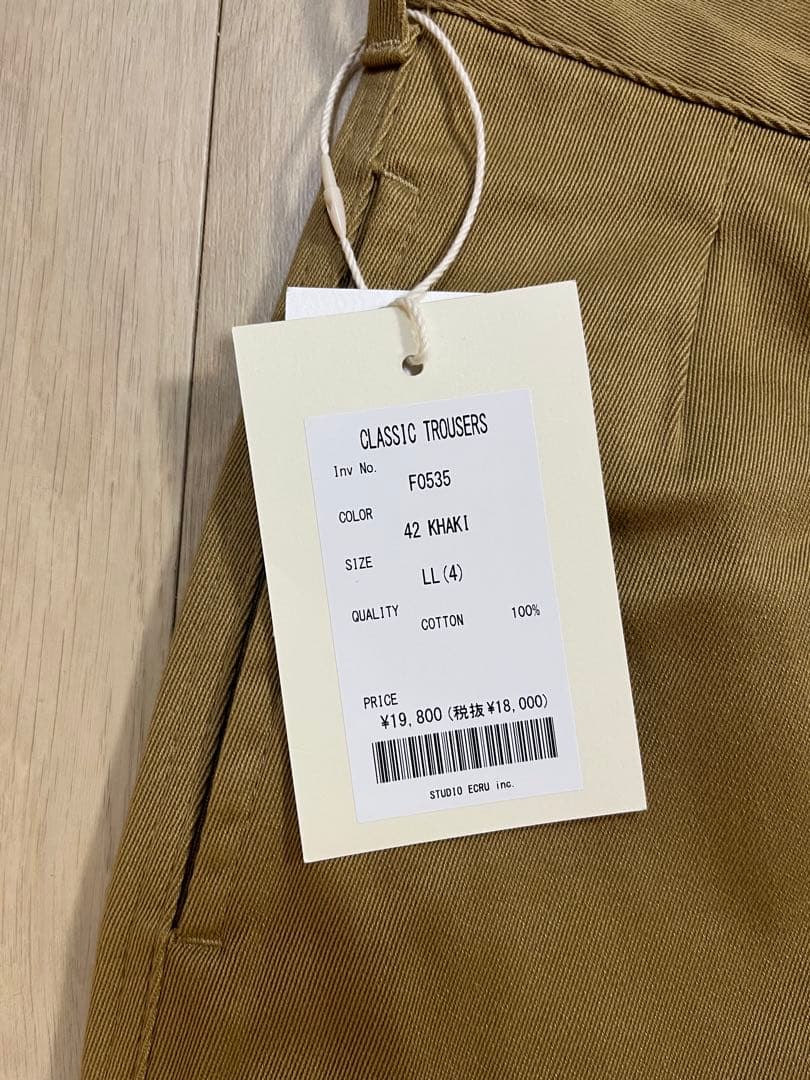 CLASSIC TROUSERS
Inv No.
F0535
COLOR
42 KHAKI
SIZE
LL(4)
QUALITY
COTTON 100%
PRICE
¥19,800(税抜¥18,000)
STUDIO ECRU inc.